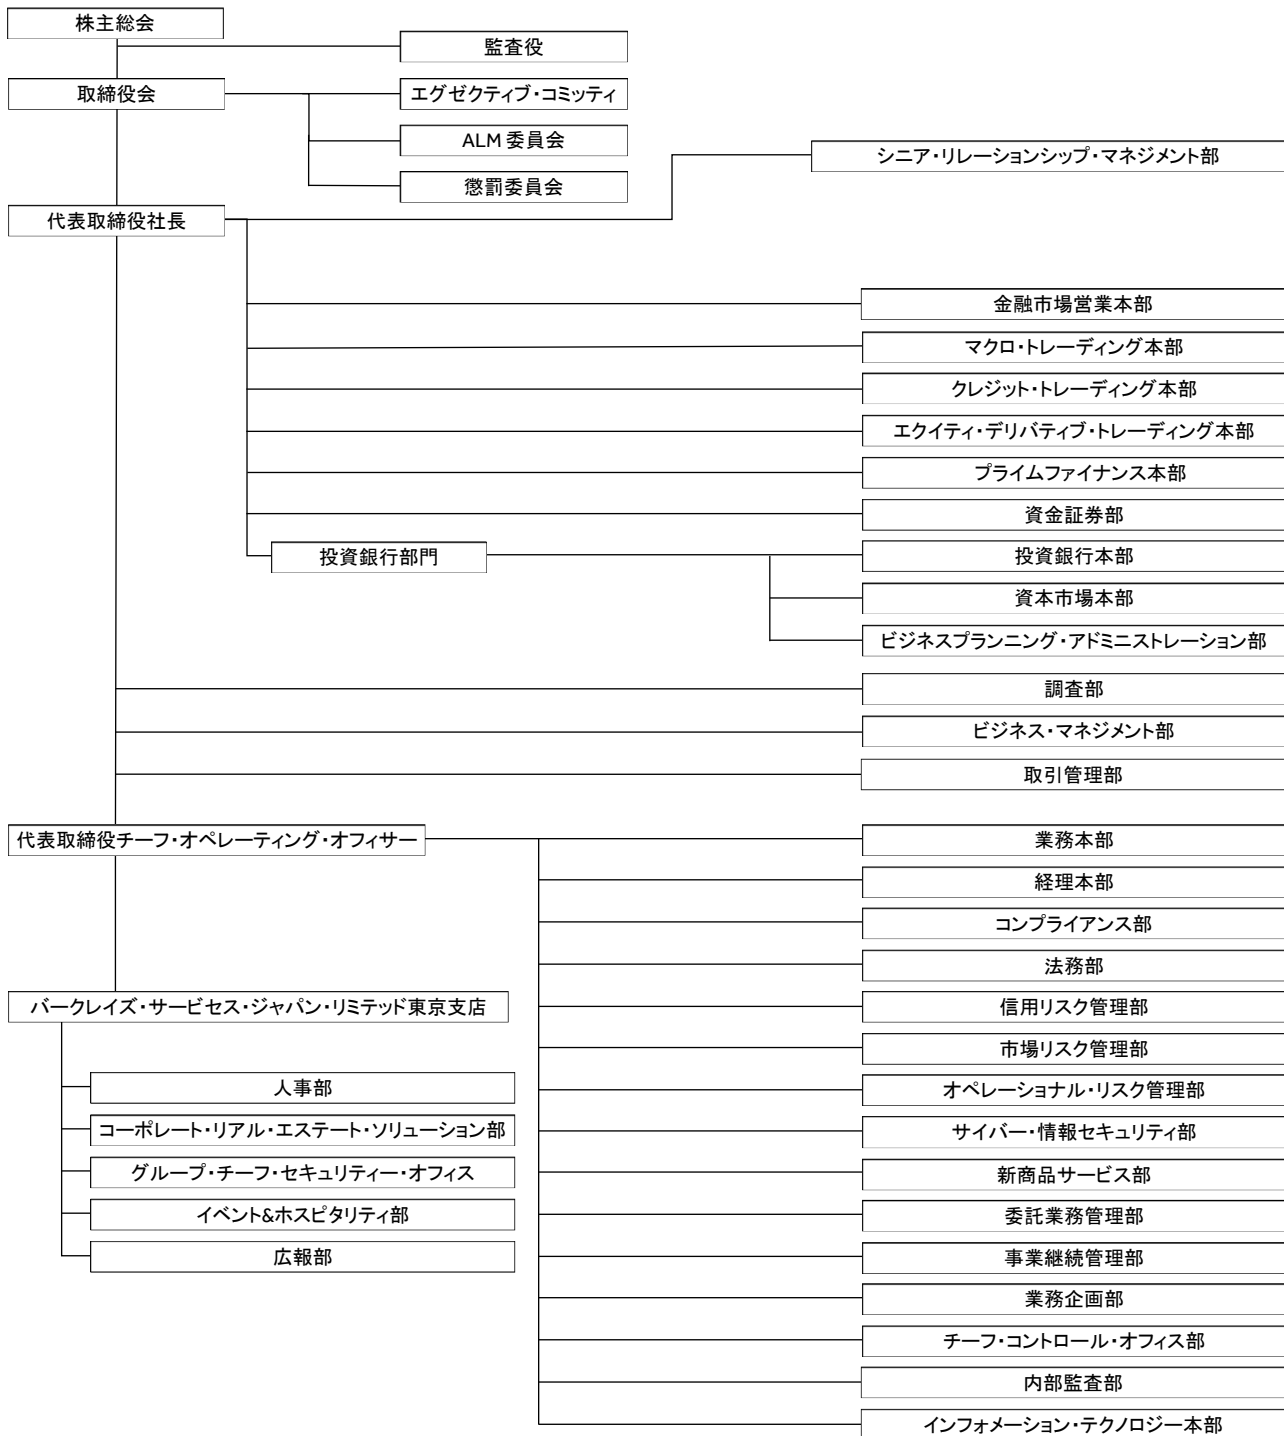 株主総会
監査役
取締役会
エグゼクティブ・コミッティ
ALM 委員会
シニア・リレーションシップ・マネジメント部
懲罰委員会
代表取締役社長
金融市場営業本部
マクロ・トレーディング本部
クレジット・トレーディング本部
エクイティ・デリバティブ・トレーディング本部
プライムファイナンス本部
資金証券部
投資銀行部門
投資銀行本部
資本市場本部
ビジネスプランニング・アドミニストレーション部
調査部
ビジネス・マネジメント部
取引管理部
代表取締役チーフ・オペレーティング・オフィサー
業務本部
経理本部
コンプライアンス部
法務部
バークレイズ・サービセス・ジャパン・リミテッド東京支店
信用リスク管理部
市場リスク管理部
人事部
オペレーショナル・リスク管理部
コーポレート・リアル・エステート・ソリューション部
サイバー・情報セキュリティ部
グループ・チーフ・セキュリティー・オフィス
新商品サービス部
イベント&ホスピタリティ部
委託業務管理部
広報部
事業継続管理部
業務企画部
チーフ・コントロール・オフィス部
内部監査部
インフォメーション・テクノロジー本部